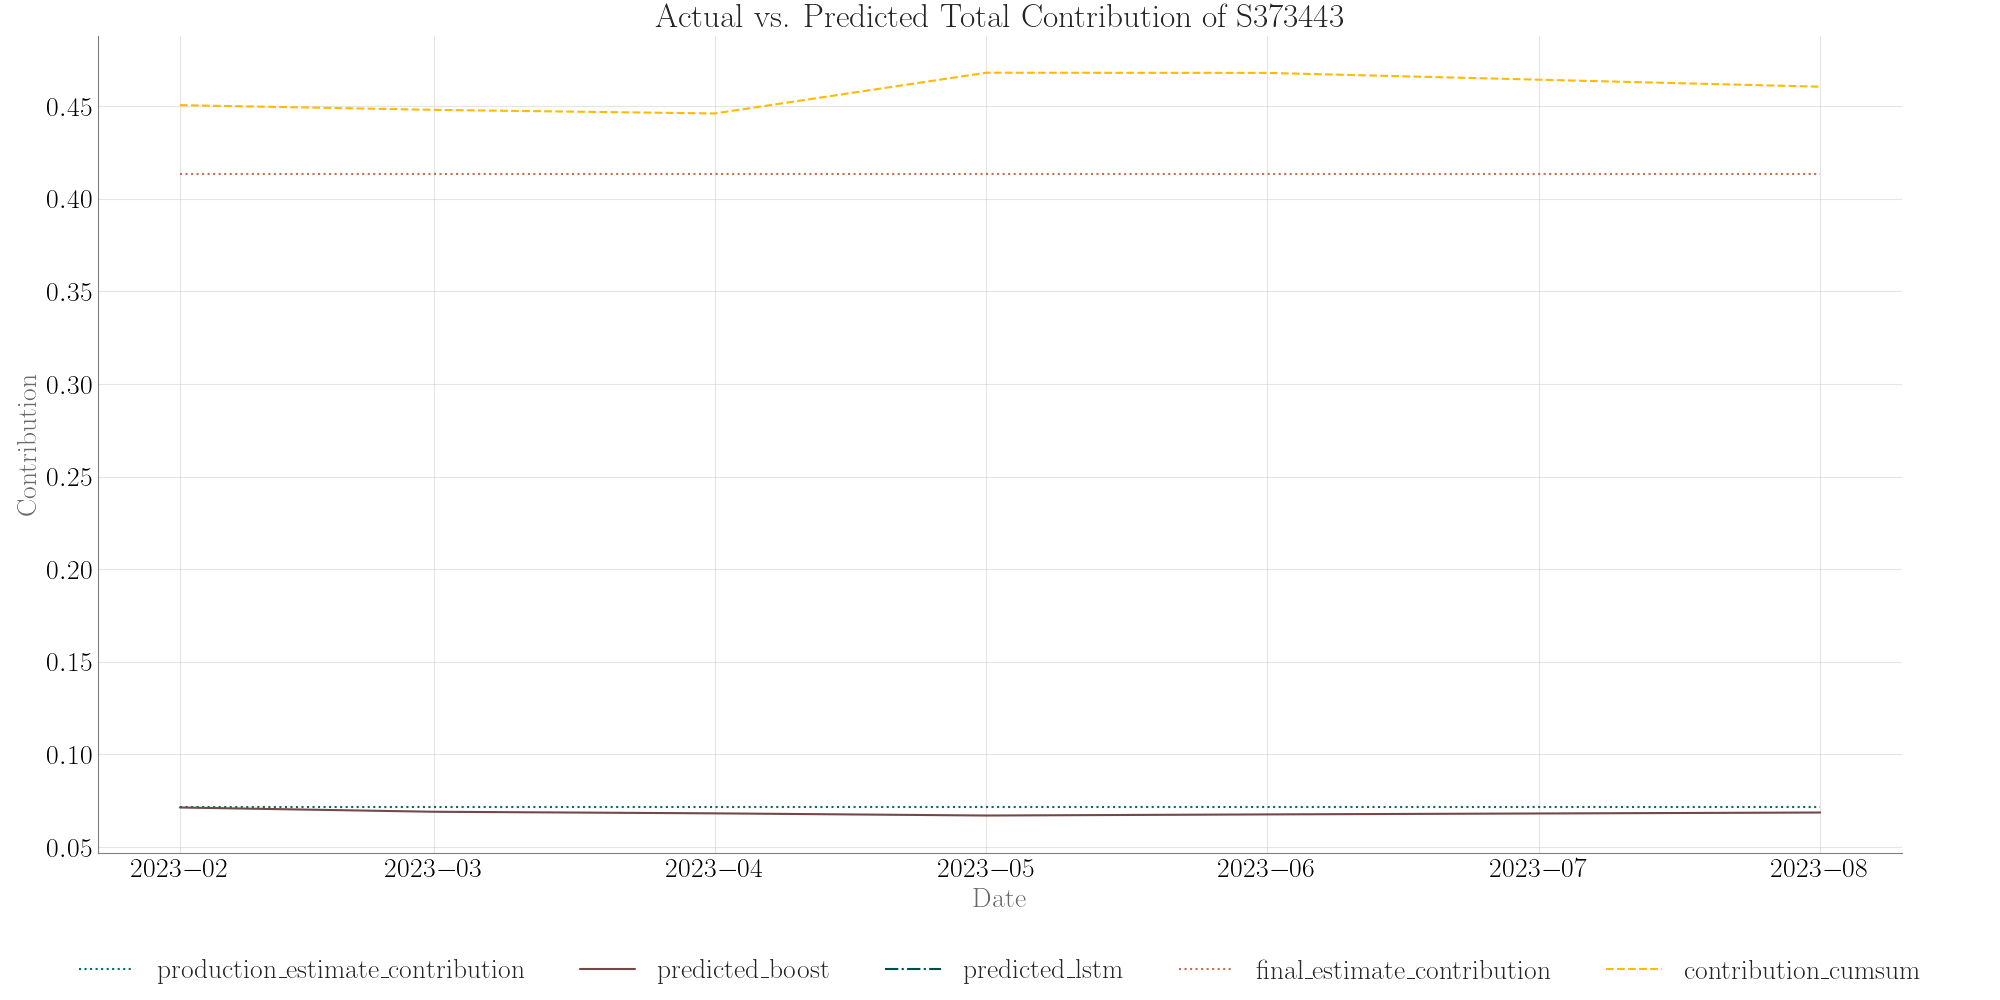 Actual vs. Predicted Total Contribution of S373443
Contribution
0.45
0.40
0.35
0.30
0.25
0.20
0.15
0.10
0.05
2023−02 2023−03 2023−04 2023−05 2023−06 2023−07 2023−08
Date
production_estimate_contribution predicted_boost predicted_lstm final_estimate_contribution contribution_cumsum